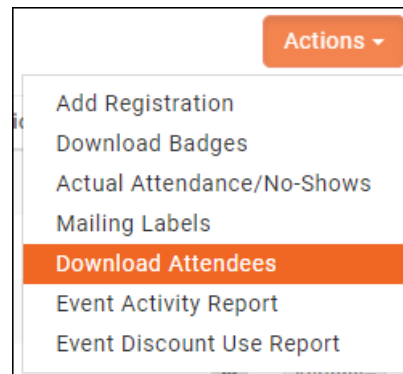 Actions
Add Registration
Download Badges
Actual Attendance/No-Shows
Mailing Labels
Download Attendees
Event Activity Report
Event Discount Use Report